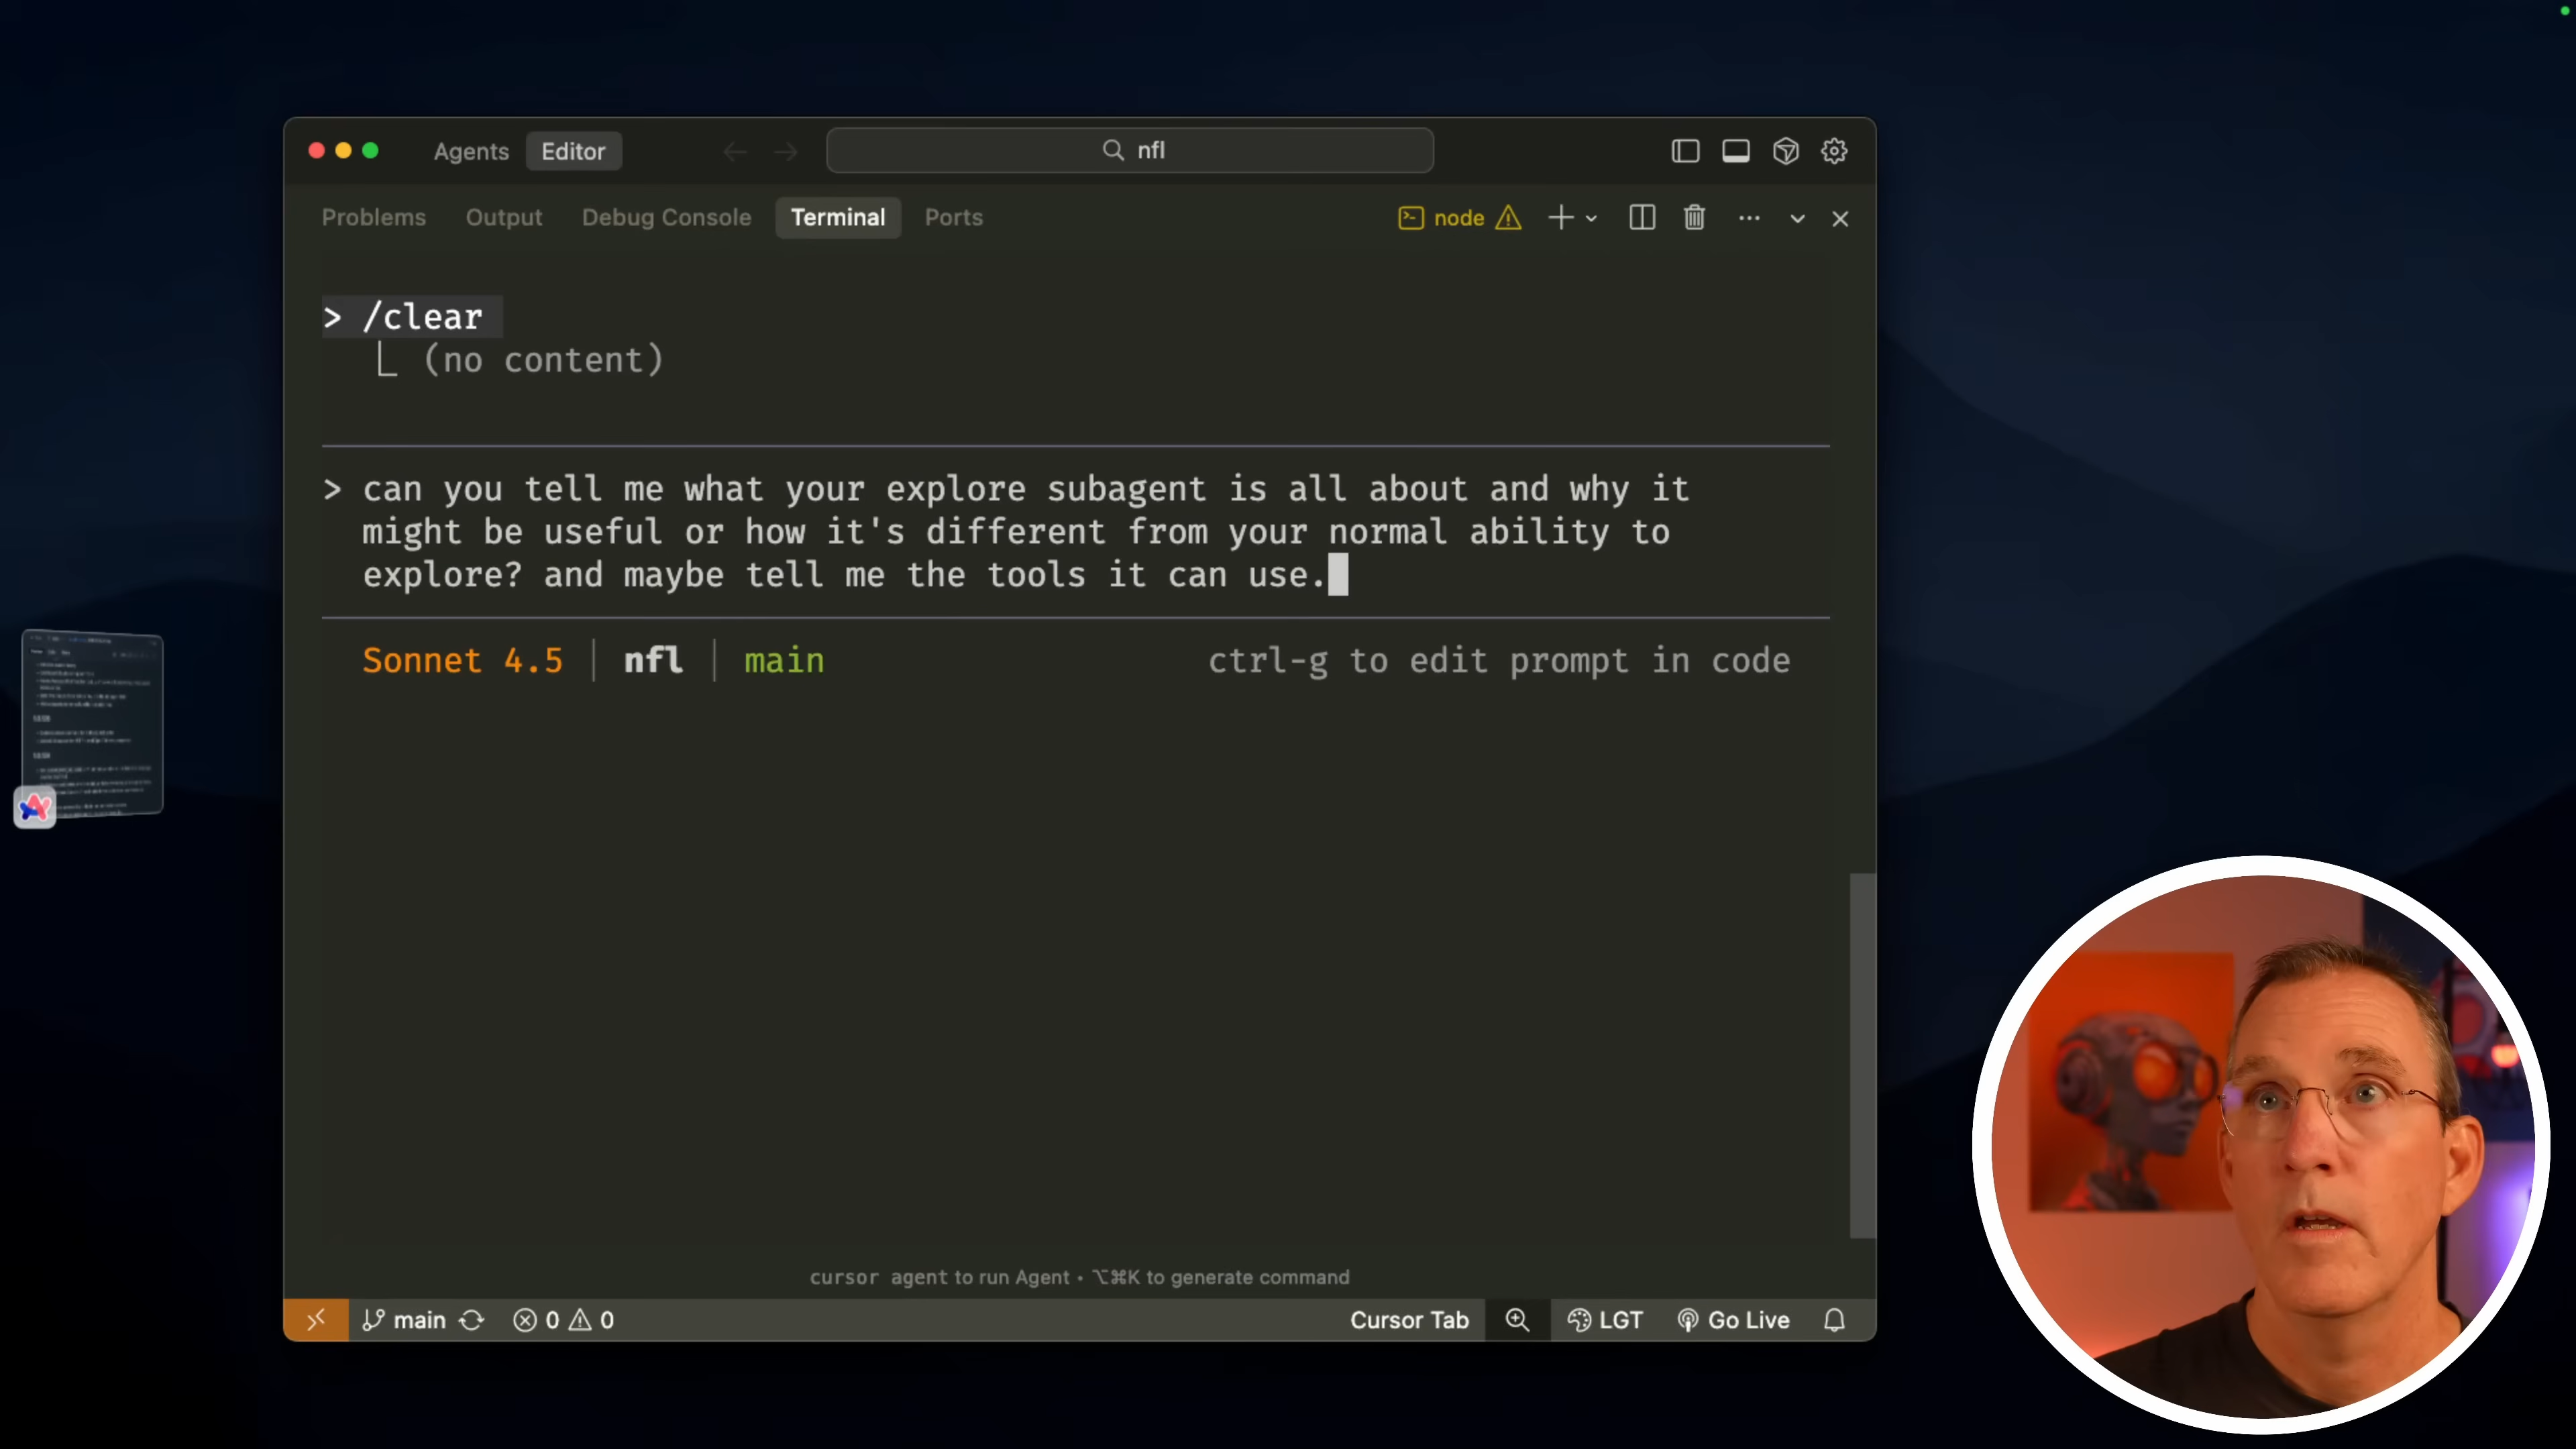 Agents Editor nfl
Problems Output Debug Console Terminal Ports node
> /clear
(no content)
> can you tell me what your explore subagent is all about and why it
might be useful or how it's different from your normal ability to
explore? and maybe tell me the tools it can use.
Sonnet 4.5 | nfl | main ctrl-g to edit prompt in code
cursor agent to run Agent • ⌥⌘K to generate command
main 0 0 Cursor Tab LGT Go Live